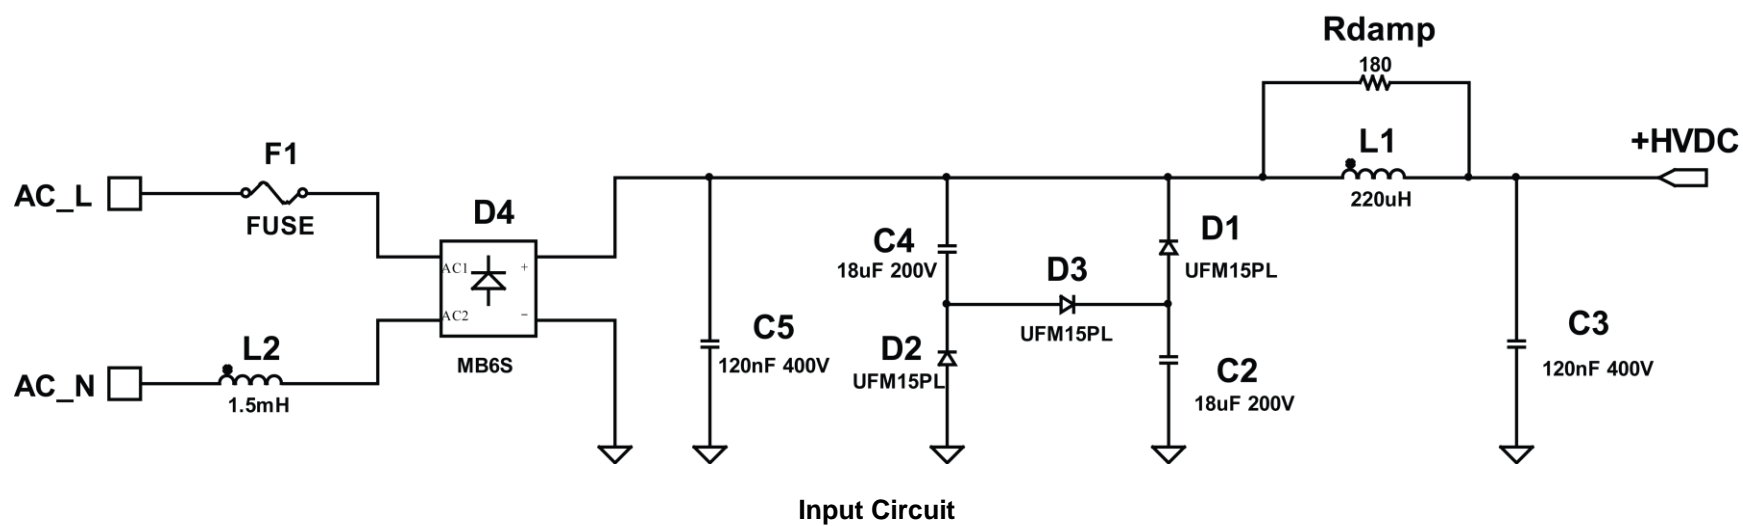 Rdamp
180
L1
220uH
+HVDC
F1
AC_L
FUSE
D4
AC1
+
AC2
−
MB6S
L2
AC_N
1.5mH
C5
120nF 400V
C4
18uF 200V
D3
UFM15PL
D1
UFM15PL
D2
UFM15PL
C2
18uF 200V
C3
120nF 400V
Input Circuit